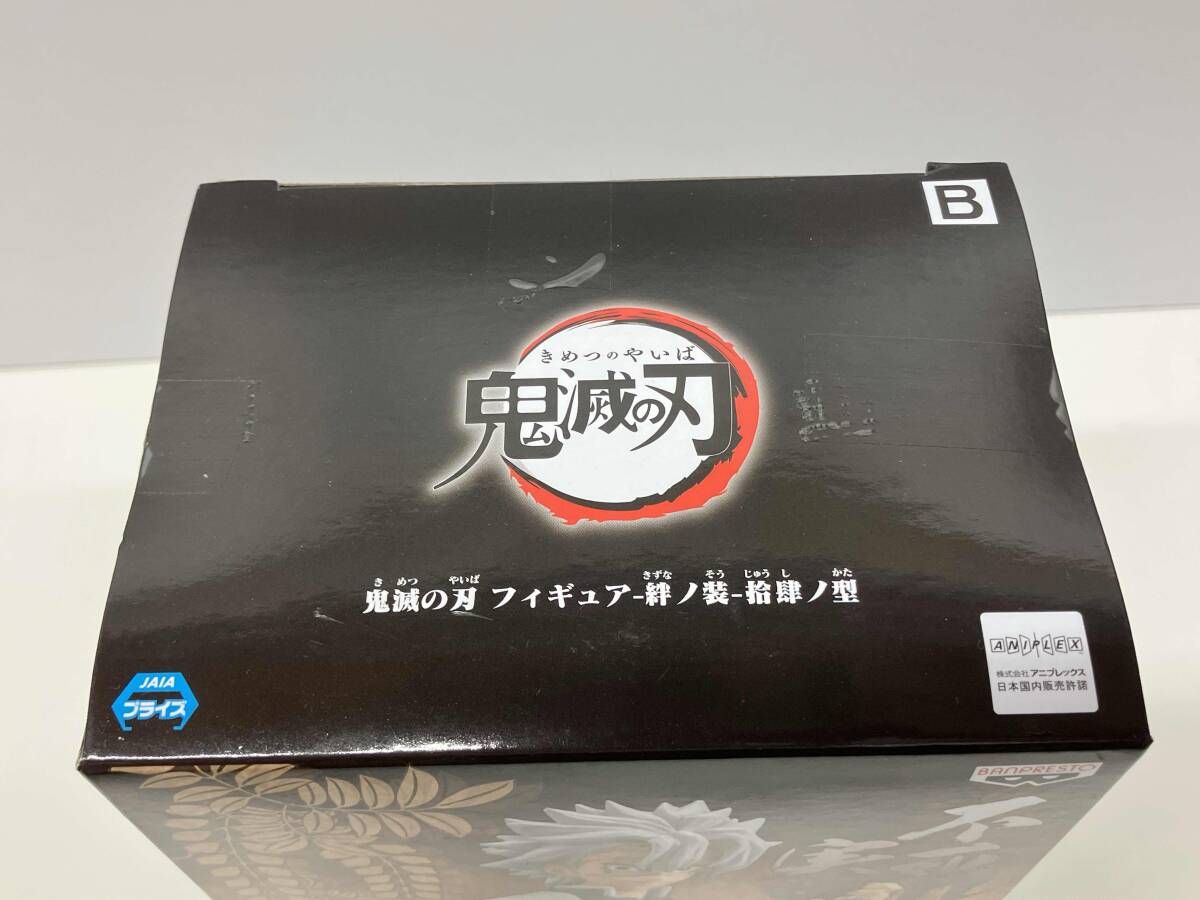 B
きめつのやいば
鬼滅の刃
き めつ やいば きずな そう じゅう し かた
鬼滅の刃 フィギュア-絆ノ装-拾肆ノ型
JAIA
プライズ
ANIPLEX
株式会社アニプレックス
日本国内販売許諾
BANPRESTO
不